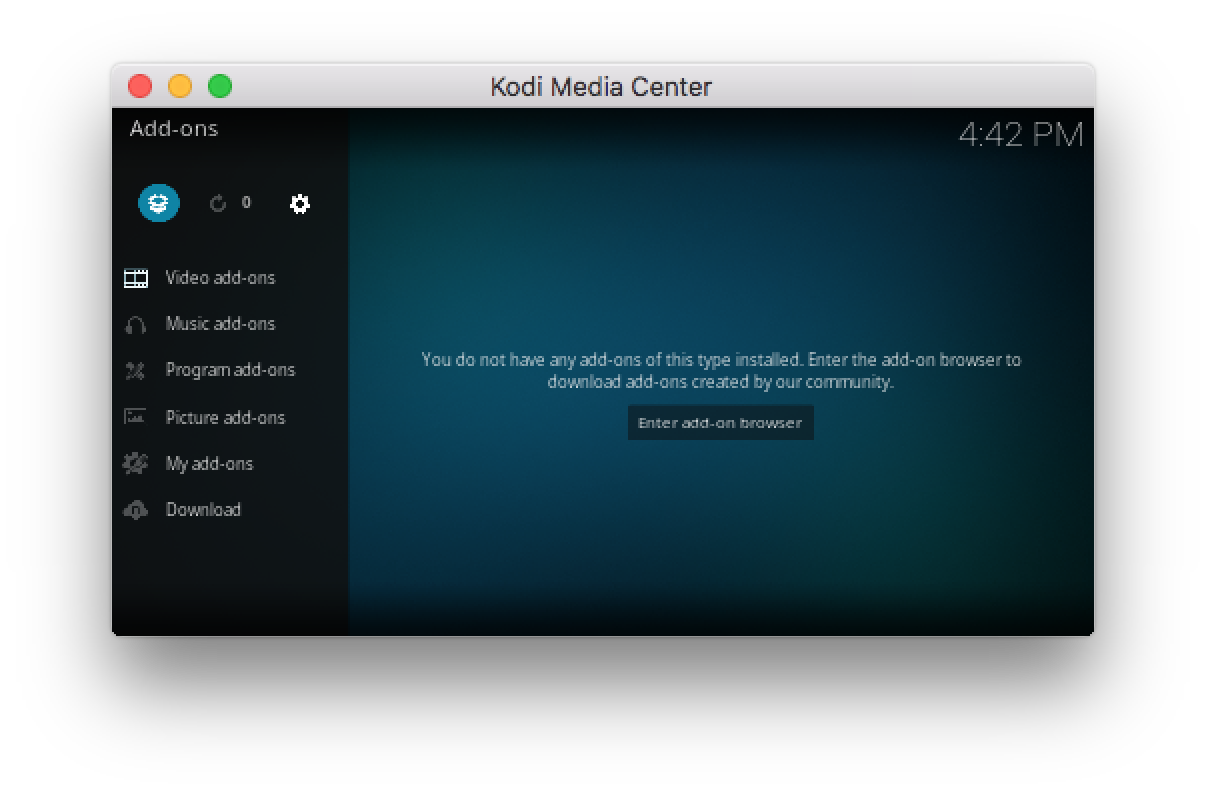 Kodi Media Center
Add-ons
4:42 PM
0
Video add-ons
Music add-ons
Program add-ons
Picture add-ons
My add-ons
Download
You do not have any add-ons of this type installed. Enter the add-on browser to
download add-ons created by our community.
Enter add-on browser